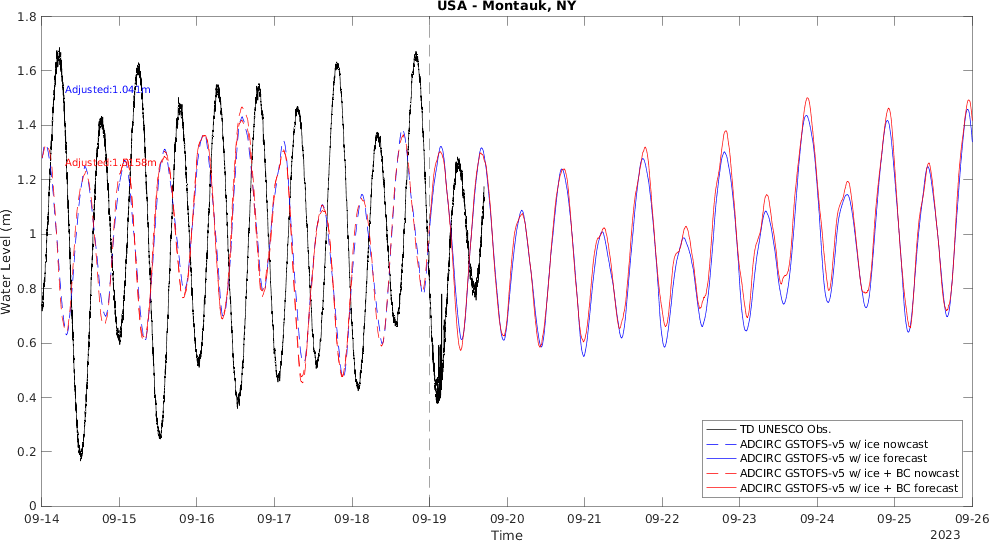 USA - Montauk, NY
1.8
1.6
1.4
1.2
1
0.8
0.6
0.4
0.2
0
Water Level (m)
Adjusted:1.041m
TD UNESCO Obs.
ADCIRC GSTOFS-v5 w/ ice nowcast
ADCIRC GSTOFS-v5 w/ ice forecast
ADCIRC GSTOFS-v5 w/ ice + BC nowcast
ADCIRC GSTOFS-v5 w/ ice + BC forecast
09-14 09-15 09-16 09-17 09-18 09-19 09-20 09-21 09-22 09-23 09-24 09-25 09-26
Time
2023